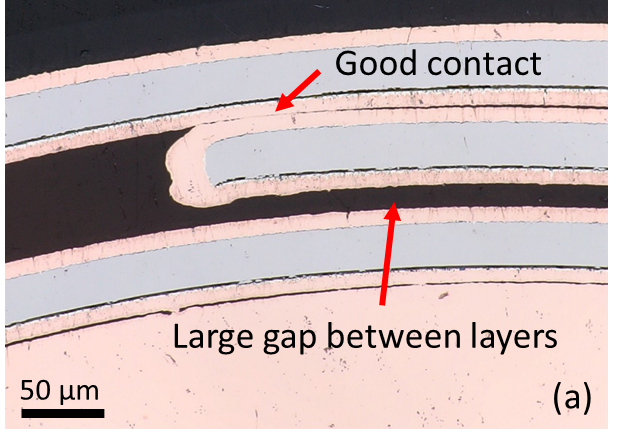 Good contact
Large gap between layers
50 µm
(a)